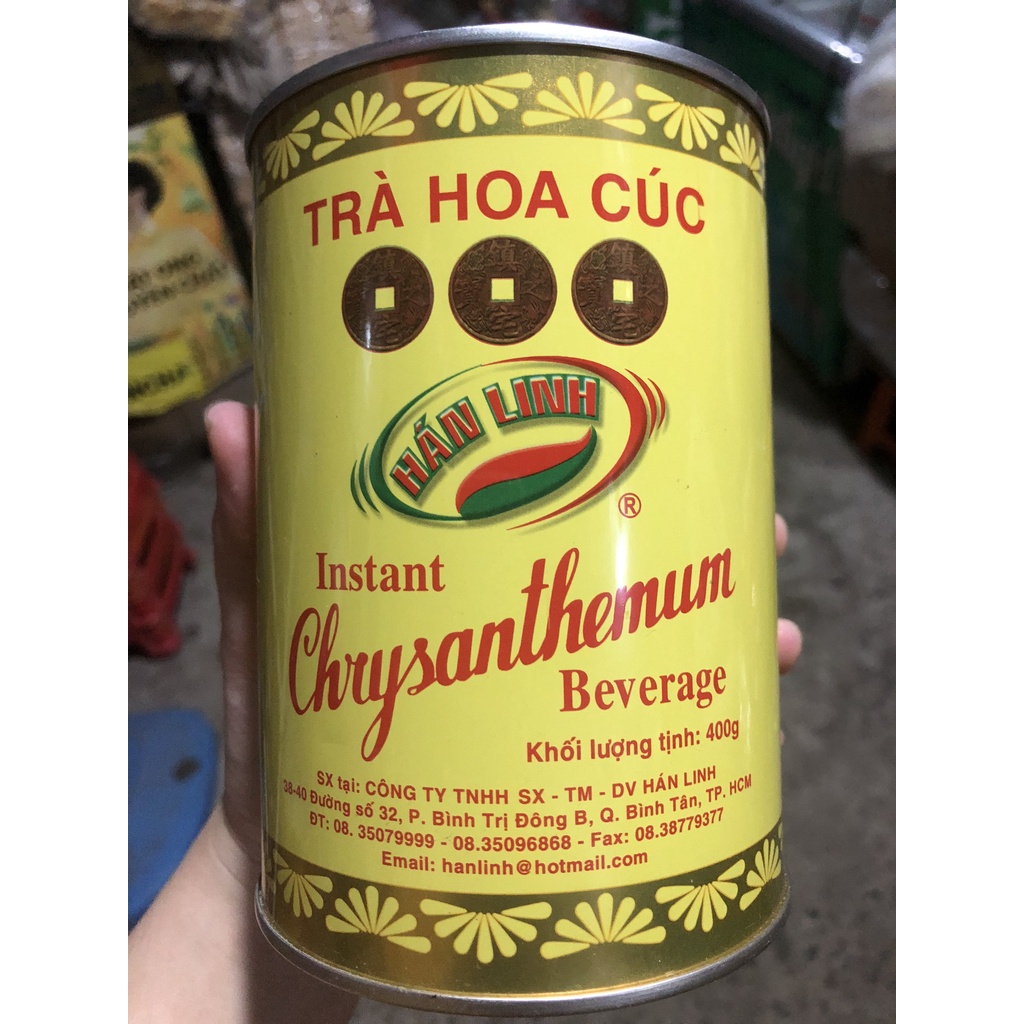 TRÀ HOA CÚC
HÁN LINH
®
Instant
Chrysanthemum
Beverage
Khối lượng tịnh: 400g
SX tại: CÔNG TY TNHH SX - TM - DV HÁN LINH
38-40 Đường số 32, P. Bình Trị Đông B, Q. Bình Tân, TP. HCM
ĐT: 08. 35079999 - 08.35096868 - Fax: 08.38779377
Email: hanlinh@hotmail.com